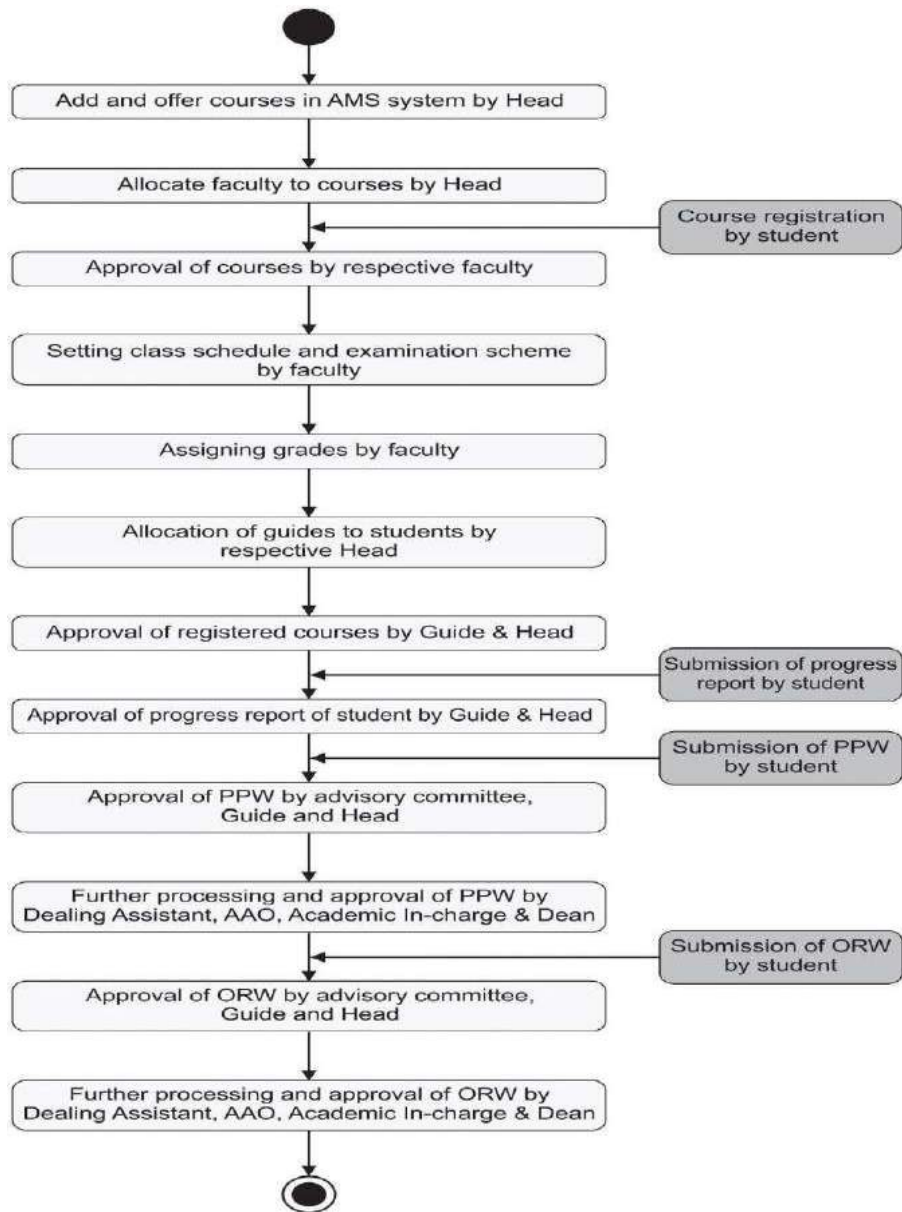 Add and offer courses in AMS system by Head
Allocate faculty to courses by Head
Course registration
by student
Approval of courses by respective faculty
Setting class schedule and examination scheme
by faculty
Assigning grades by faculty
Allocation of guides to students by
respective Head
Approval of registered courses by Guide & Head
Submission of progress
report by student
Approval of progress report of student by Guide & Head
Submission of PPW
by student
Approval of PPW by advisory committee,
Guide and Head
Further processing and approval of PPW by
Dealing Assistant, AAO, Academic In-charge & Dean
Submission of ORW
by student
Approval of ORW by advisory committee,
Guide and Head
Further processing and approval of ORW by
Dealing Assistant, AAO, Academic In-charge & Dean